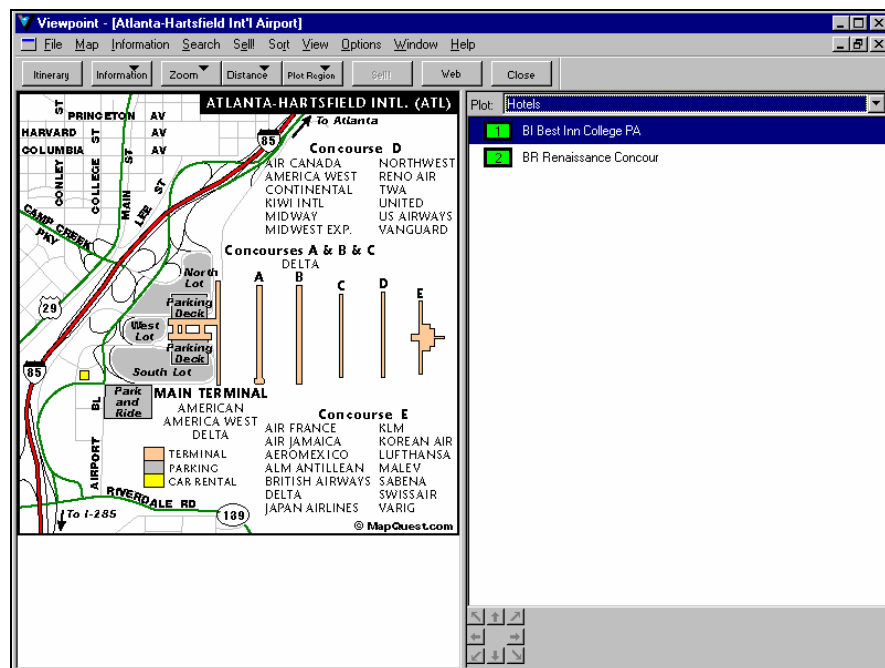 Viewpoint - [Atlanta-Hartsfield Int'l Airport]
File Map Information Search Sell! Sort View Options Window Help
Itinerary Information Zoom Distance Plot Region Sell! Web Close
ATLANTA-HARTSFIELD INTL. (ATL)
Plot: Hotels
1 BI Best Inn College PA
2 BR Renaissance Concour
ST
PRINCETON AV
HARVARD AV
COLUMBIA AV
CONLEY
COLLEGE ST
MAIN ST
LEE ST
CAMP CREEK PKY
85
To Atlanta
Concourse D
AIR CANADA NORTHWEST
AMERICA WEST RENO AIR
CONTINENTAL TWA
KIWI INTL UNITED
MIDWAY US AIRWAYS
MIDWEST EXP. VANGUARD
Concourses A & B & C
DELTA
A B C D E
North Lot
Parking Deck
West Lot
Parking Deck
South Lot
29
85
Park and Ride
MAIN TERMINAL
AMERICAN
AMERICA WEST
DELTA
Concourse E
AIR FRANCE KLM
AIR JAMAICA KOREAN AIR
AEROMEXICO LUFTHANSA
ALM ANTILLEAN MALEV
BRITISH AIRWAYS SABENA
DELTA SWISSAIR
JAPAN AIRLINES VARIG
TERMINAL
PARKING
CAR RENTAL
AIRPORT BL
RIVERDALE RD
139
To I-285
© MapQuest.com